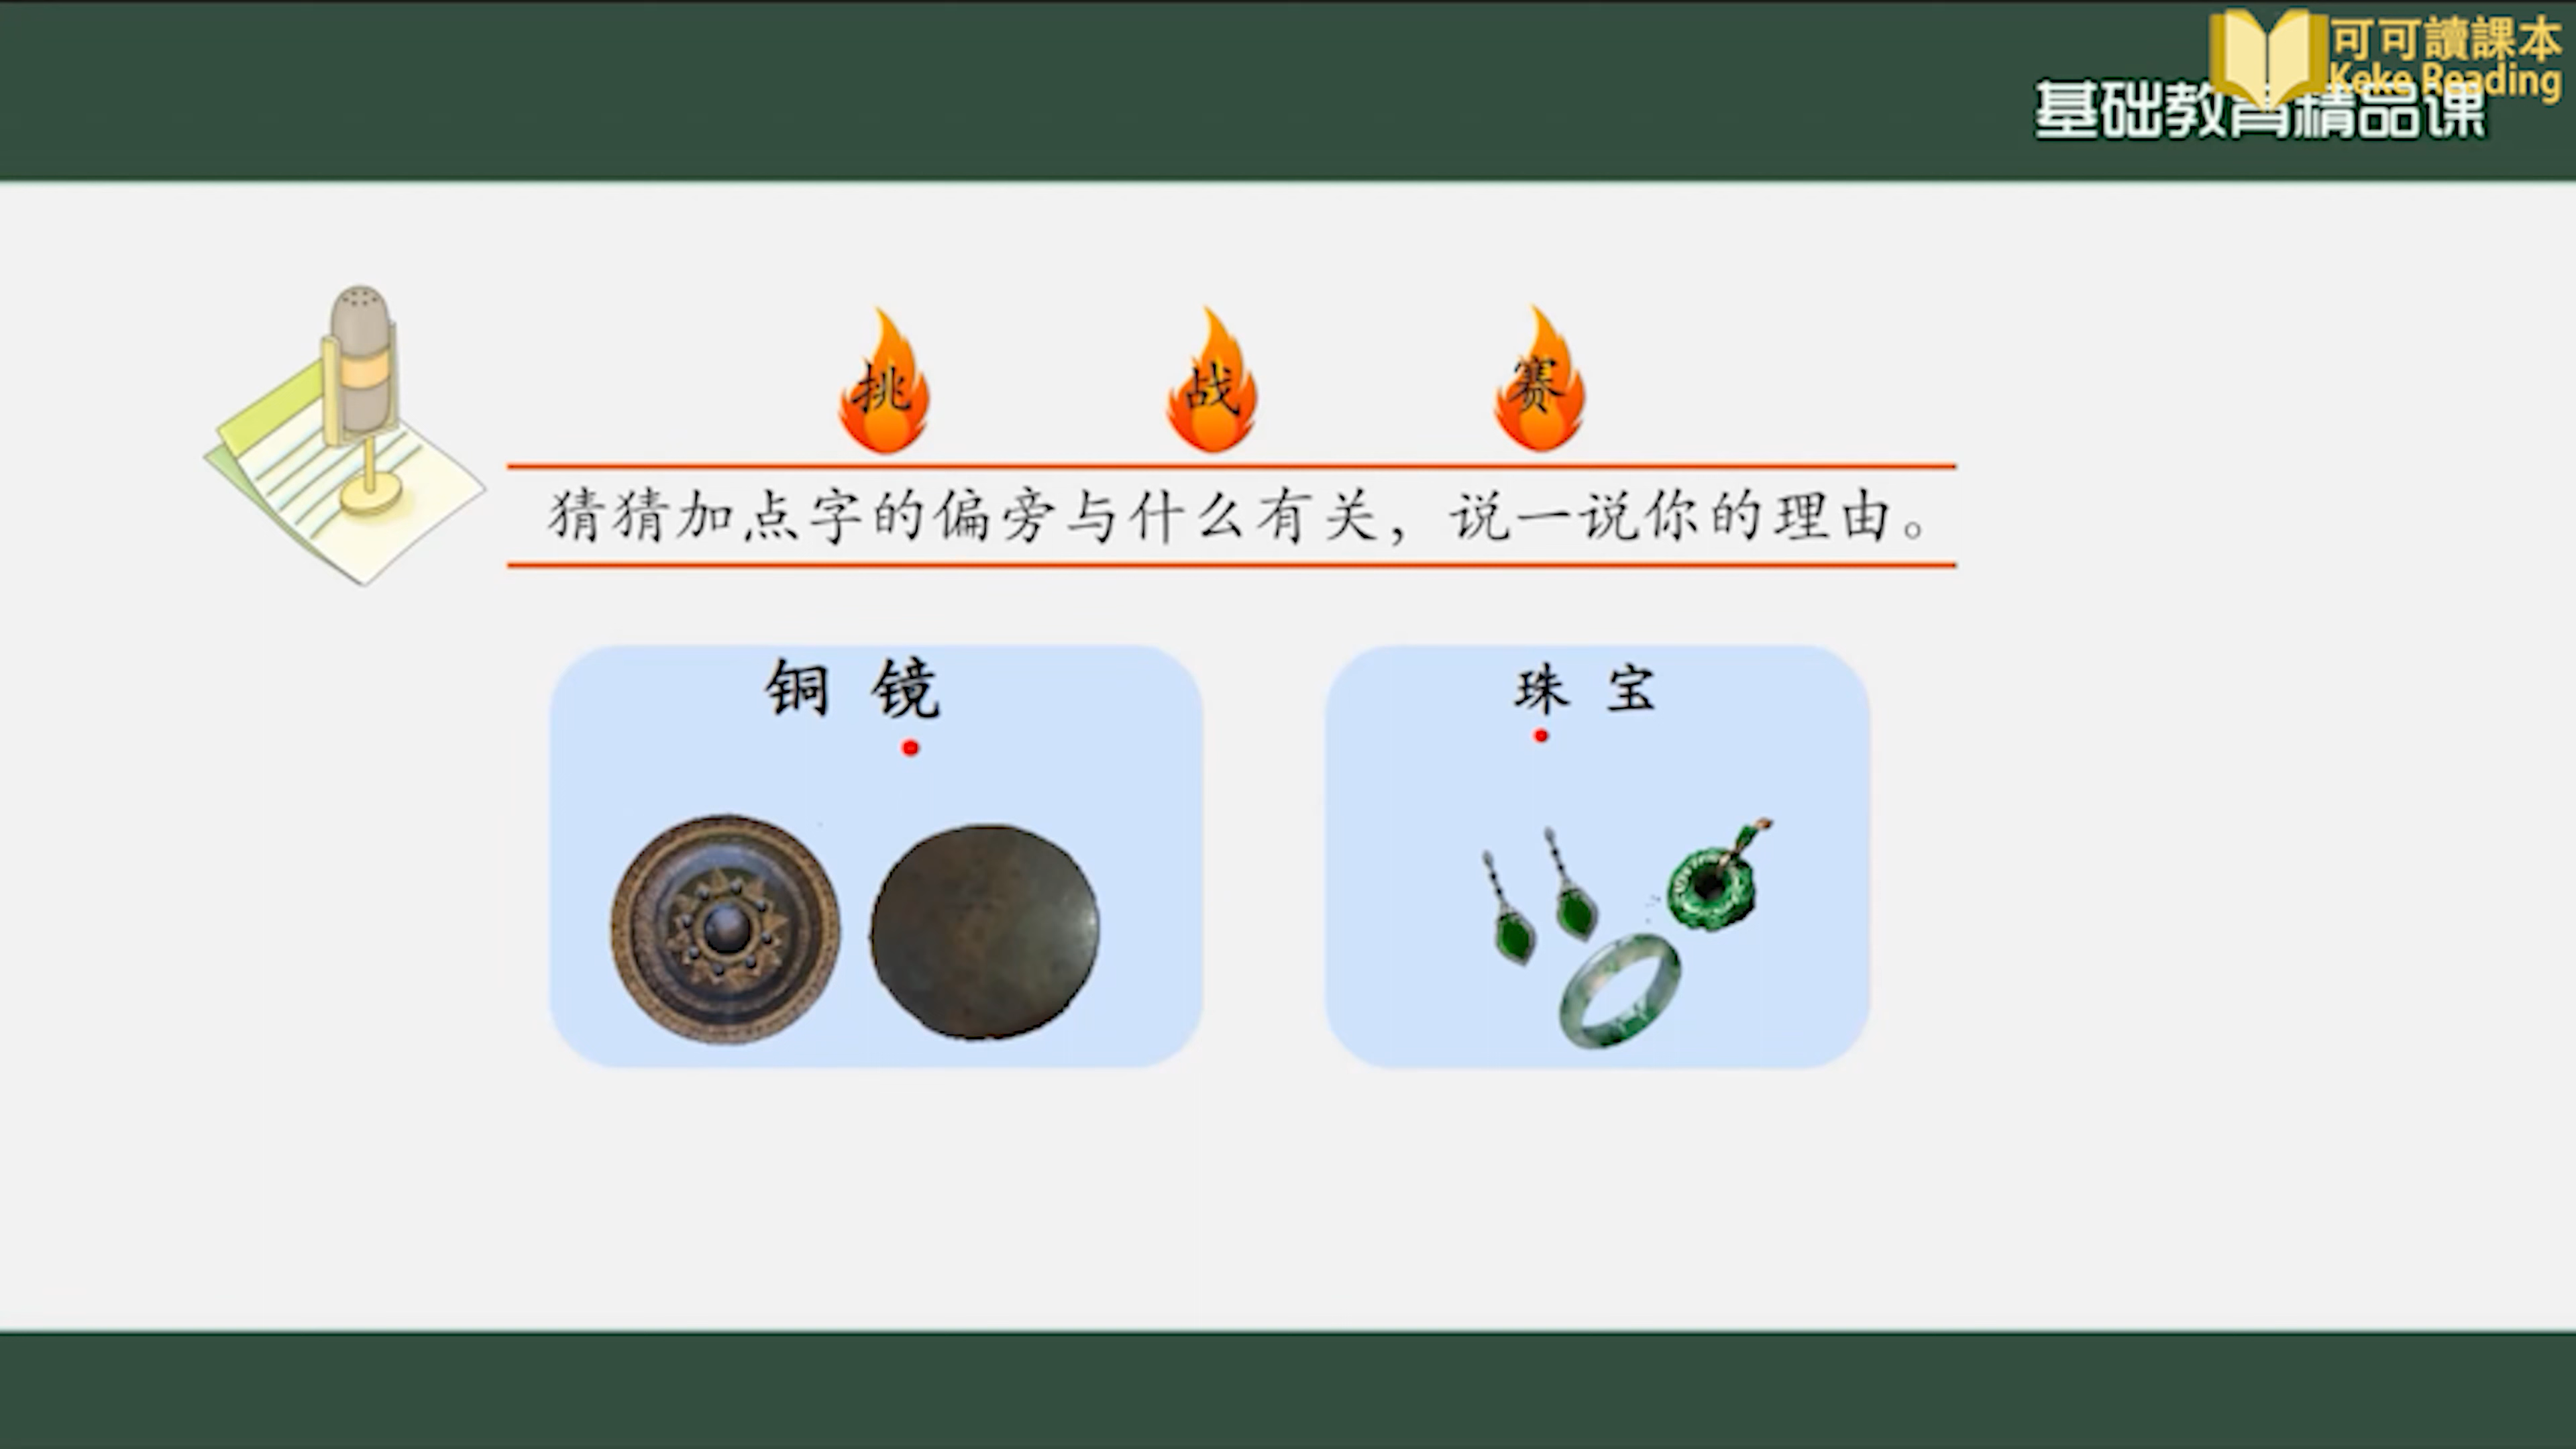 可可讀課本
Keke Reading
基础教育精品课
挑 战 赛
猜猜加点字的偏旁与什么有关，说一说你的理由。
铜 镜
珠 宝